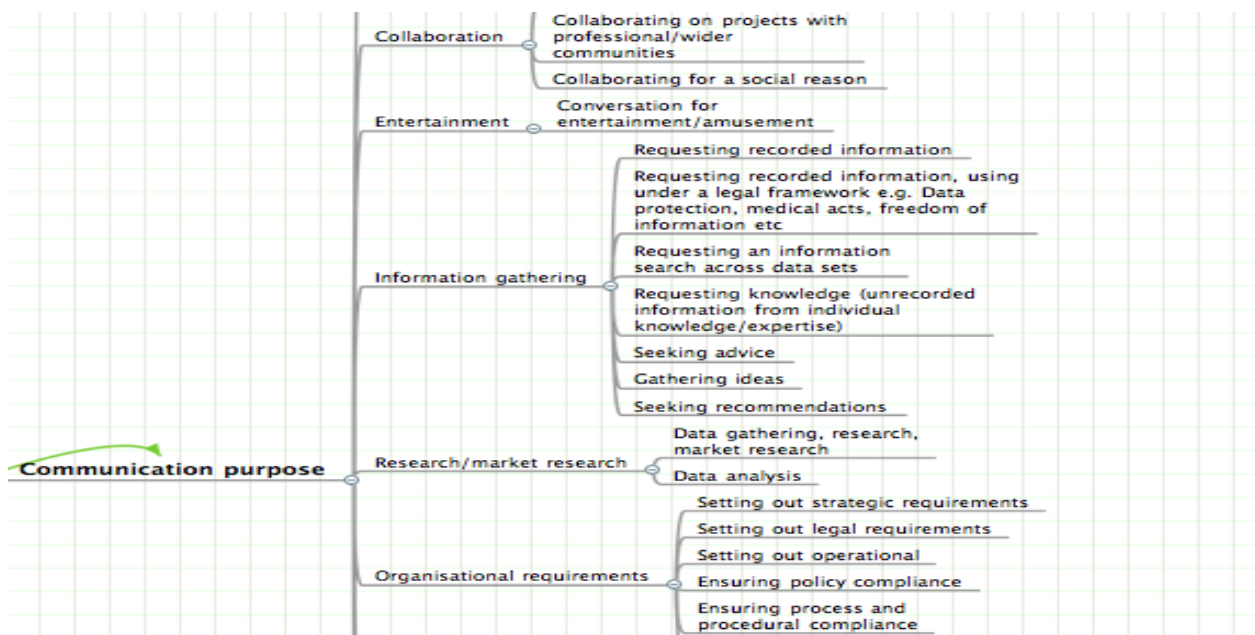 Collaboration
Collaborating on projects with
professional/wider
communities
Collaborating for a social reason
Entertainment
Conversation for
entertainment/amusement
Information gathering
Requesting recorded information
Requesting recorded information, using
under a legal framework e.g. Data
protection, medical acts, freedom of
information etc
Requesting an information
search across data sets
Requesting knowledge (unrecorded
information from individual
knowledge/expertise)
Seeking advice
Gathering ideas
Seeking recommendations
Communication purpose
Research/market research
Data gathering, research,
market research
Data analysis
Organisational requirements
Setting out strategic requirements
Setting out legal requirements
Setting out operational
Ensuring policy compliance
Ensuring process and
procedural compliance